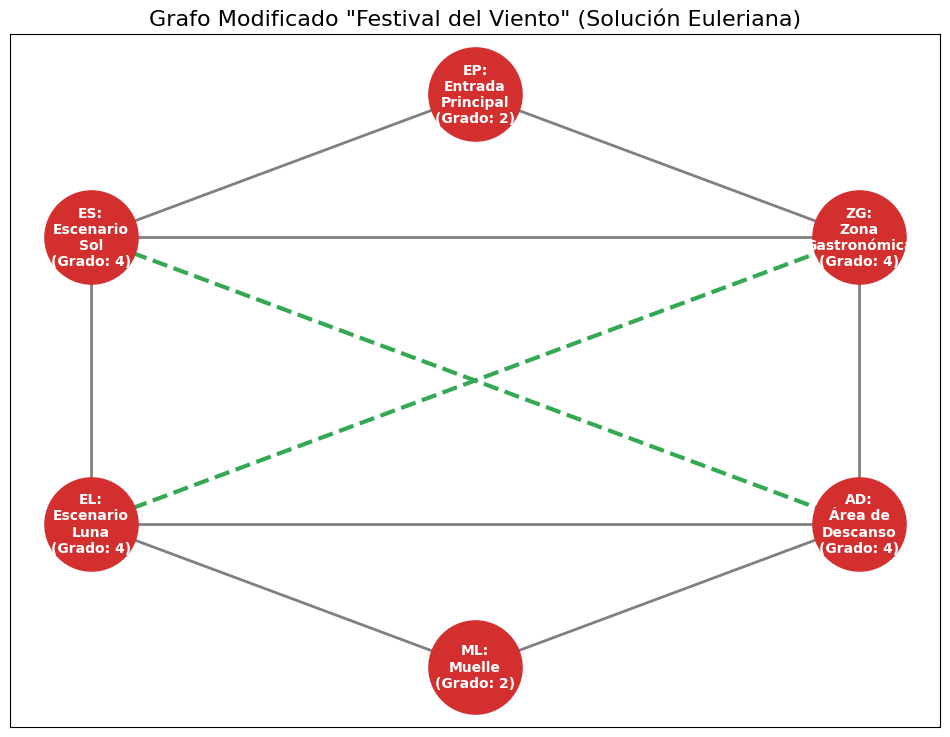 Grafo Modificado "Festival del Viento" (Solución Euleriana)
EP:
Entrada
Principal
(Grado: 2)
ES:
Escenario
Sol
(Grado: 4)
ZG:
Zona
Gastronómica
(Grado: 4)
EL:
Escenario
Luna
(Grado: 4)
AD:
Área de
Descanso
(Grado: 4)
ML:
Muelle
(Grado: 2)